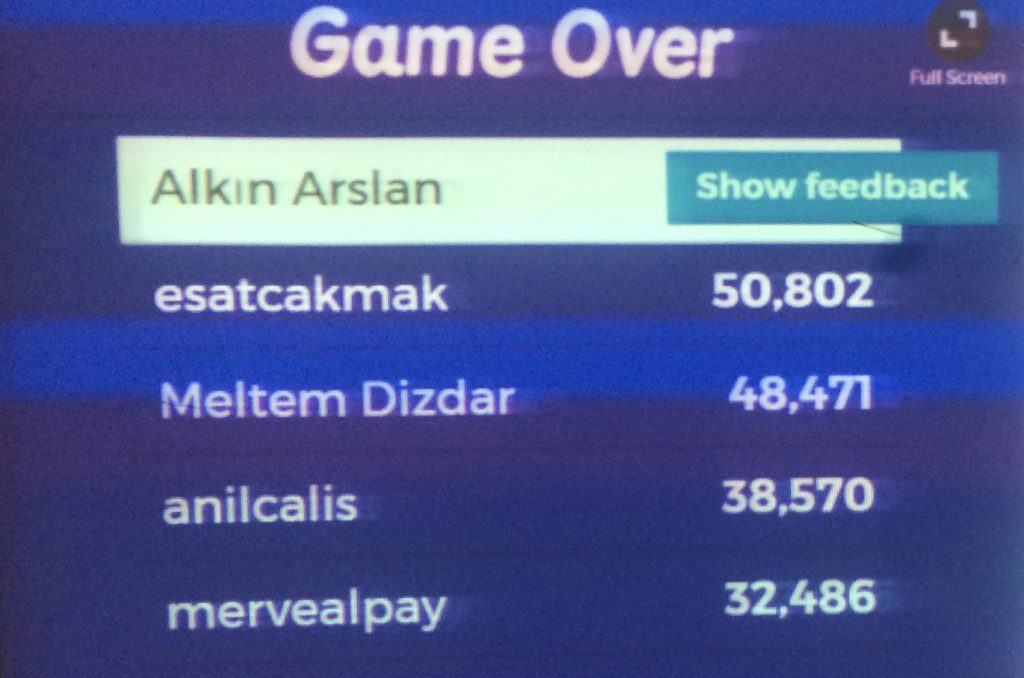 Game Over
Full Screen
Alkın Arslan Show feedback
esatcakmak 50,802
Meltem Dizdar 48,471
anilcalis 38,570
mervealpay 32,486